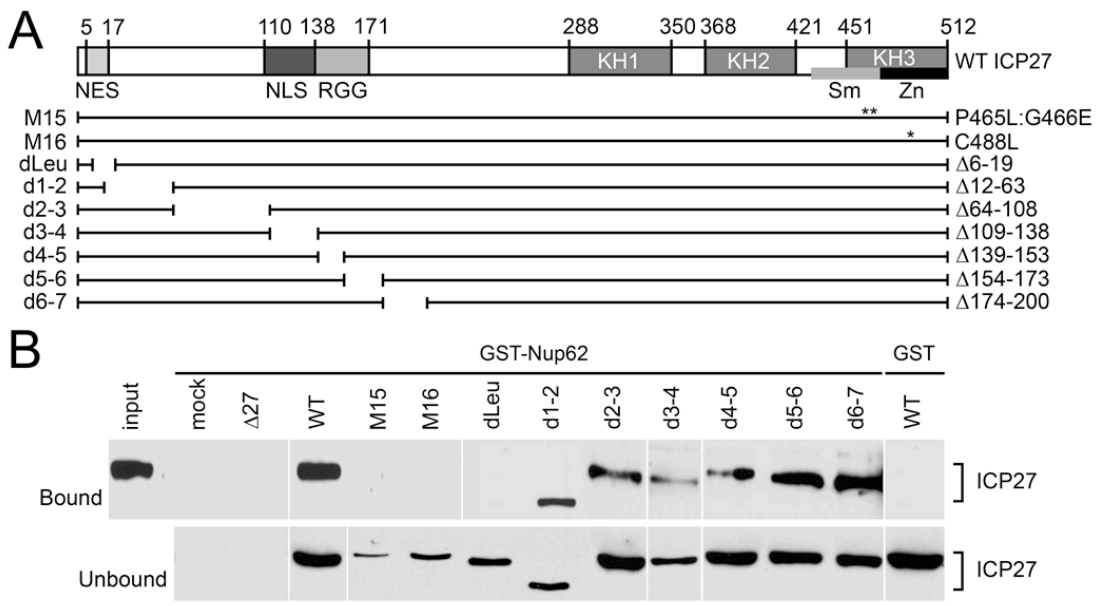 A
5 17 110 138 171 288 350 368 421 451 512
KH1 KH2 KH3 WT ICP27
NES NLS RGG Sm Zn
M15 ** P465L:G466E
M16 * C488L
dLeu Δ6-19
d1-2 Δ12-63
d2-3 Δ64-108
d3-4 Δ109-138
d4-5 Δ139-153
d5-6 Δ154-173
d6-7 Δ174-200
B
GST-Nup62 GST
input mock Δ27 WT M15 M16 dLeu d1-2 d2-3 d3-4 d4-5 d5-6 d6-7 WT
Bound ICP27
Unbound ICP27